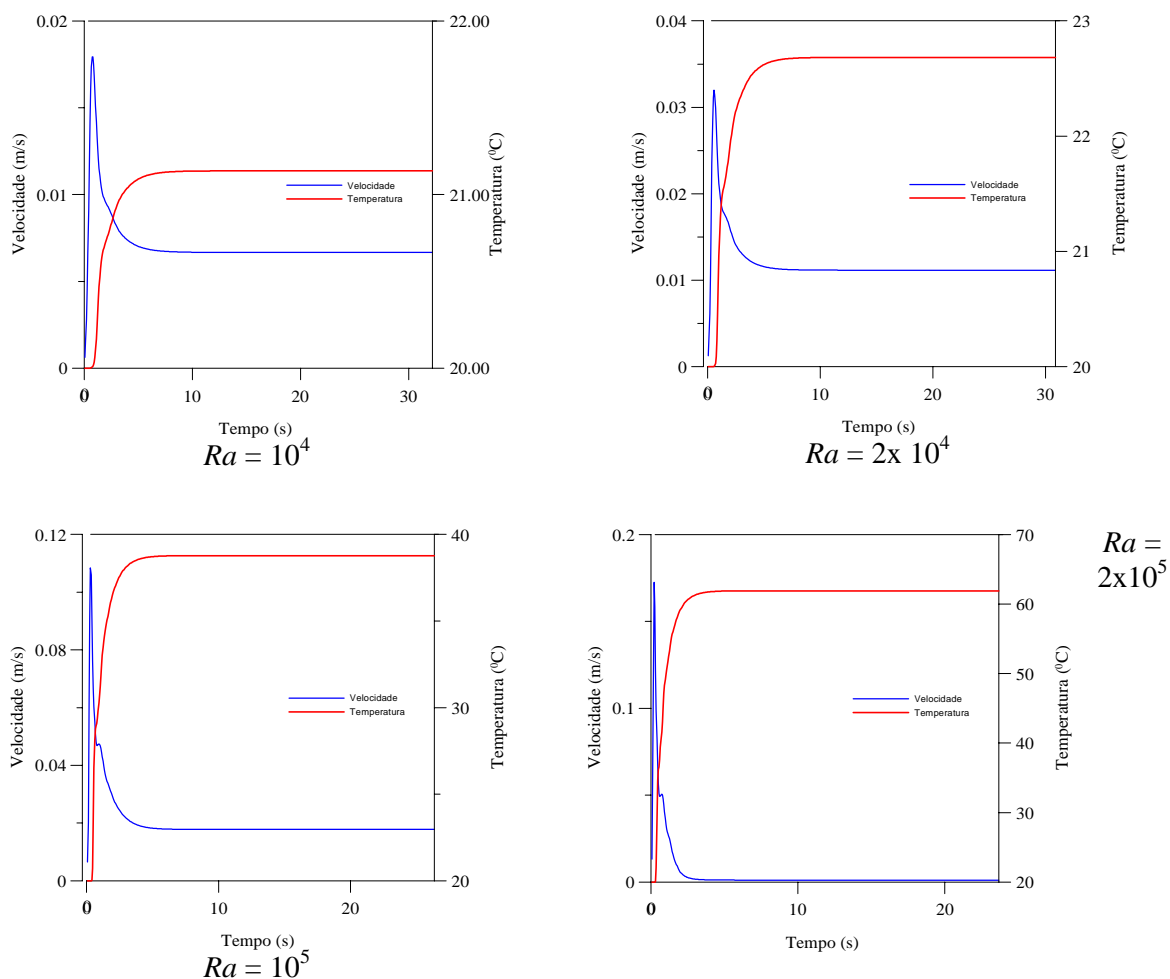 0.02
0.01
0
22.00
21.00
20.00
Velocidade (m/s)
Temperatura (⁰C)
Velocidade
Temperatura
0 10 20 30
Tempo (s)
Ra = 10⁴
0.04
0.03
0.02
0.01
0
23
22
21
20
Velocidade (m/s)
Temperatura (⁰C)
Velocidade
Temperatura
0 10 20 30
Tempo (s)
Ra = 2x 10⁴
0.12
0.08
0.04
0
40
30
20
Velocidade (m/s)
Temperatura (⁰C)
Velocidade
Temperatura
0 10 20
Tempo (s)
Ra = 10⁵
0.2
0.1
0
70
60
50
40
30
20
Velocidade (m/s)
Temperatura (⁰C)
Velocidade
Temperatura
0 10 20
Tempo (s)
Ra =
2x10⁵